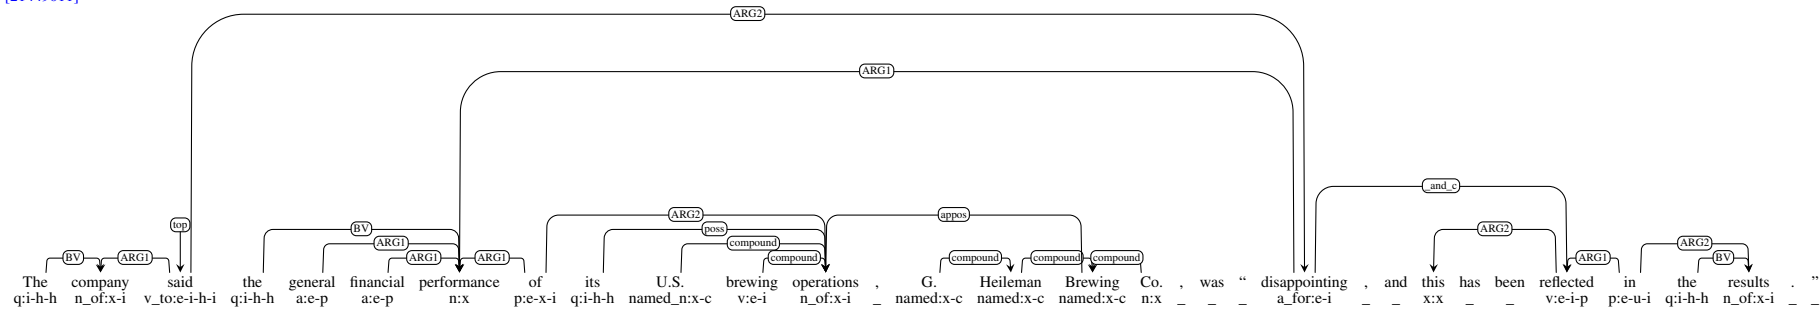 ARG2
ARG1
_and_c
ARG2 appos
top BV poss ARG2
ARG1 compound ARG2
BV ARG1 ARG1 ARG1 compound compound compound compound ARG1 BV
The company said the general financial performance of its U.S. brewing operations , G. Heileman Brewing Co. , was “ disappointing , and this has been reflected in the results . ”
q:i-h-h n_of:x-i v_to:e-i-h-i q:i-h-h a:e-p a:e-p n:x p:e-x-i q:i-h-h named_n:x-c v:e-i n_of:x-i _ named:x-c named:x-c named:x-c n:x _ _ _ a_for:e-i _ _ x:x _ _ v:e-i-p p:e-u-i q:i-h-h n_of:x-i _ _